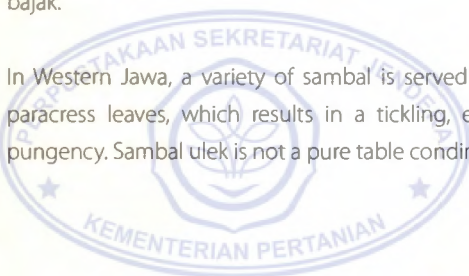 bajak.
In Western Jawa, a variety of sambal is served
paracress leaves, which results in a tickling, e
pungency. Sambal ulek is not a pure table condi
PERPUSTAKAAN SEKRETARIAT JENDERAL
KEMENTERIAN PERTANIAN